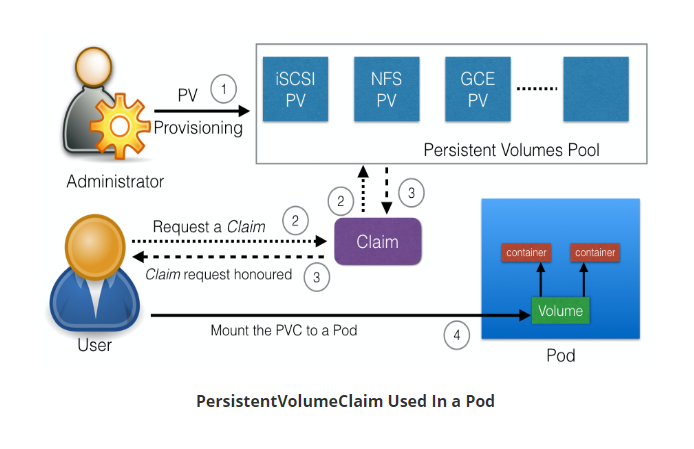 iSCSI
PV
NFS
PV
GCE
PV
PV
1
Provisioning
Persistent Volumes Pool
Administrator
2
3
Request a Claim
2
Claim
Claim request honoured
3
container
container
Volume
Mount the PVC to a Pod
4
User
Pod
PersistentVolumeClaim Used In a Pod